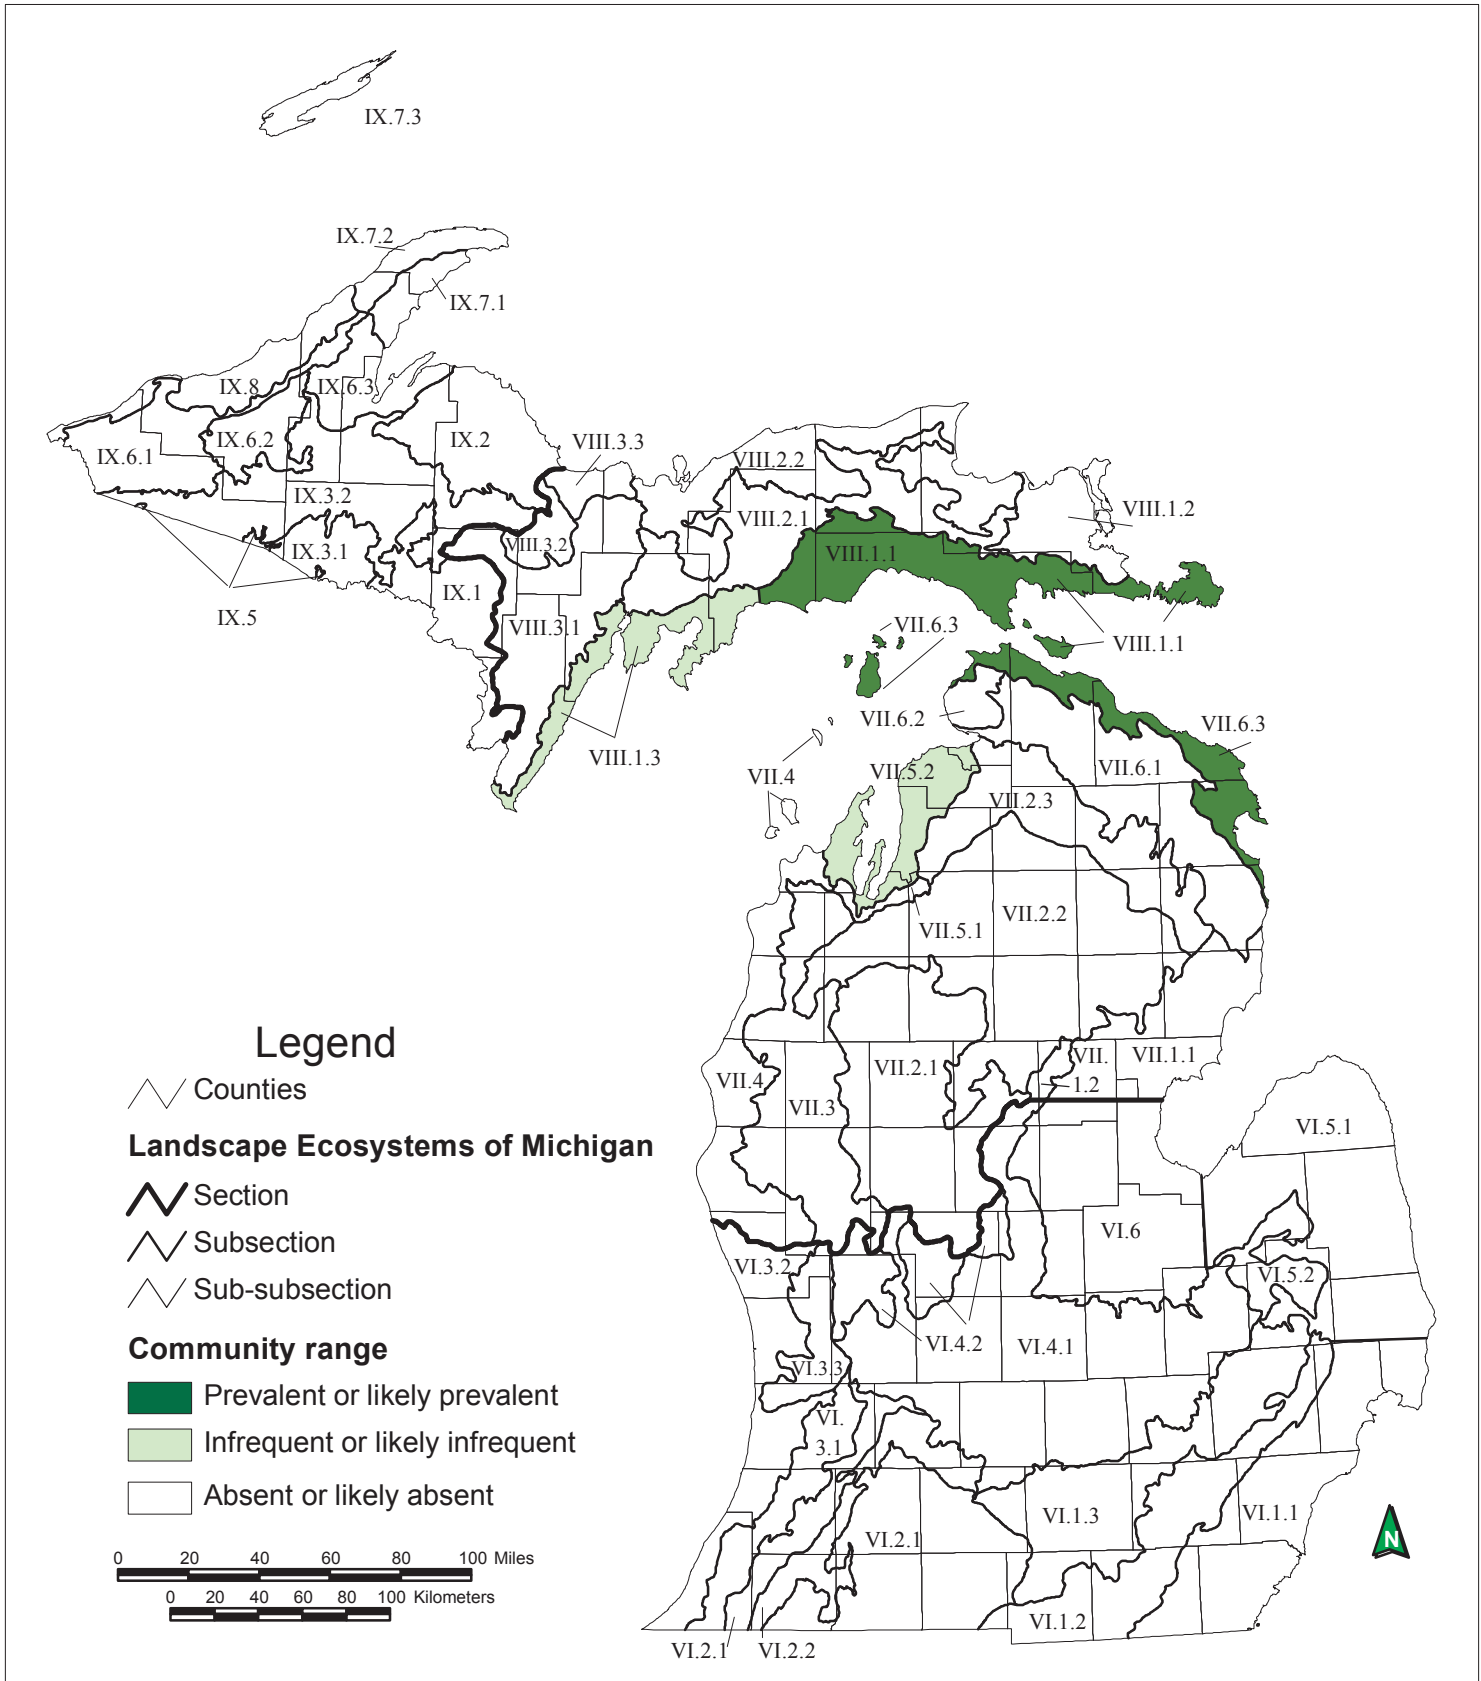 IX.7.3
IX.7.2
IX.7.1
IX.8
IX.6.3
IX.6.2
IX.2
IX.6.1
VIII.3.3
VIII.2.2
IX.3.2
VIII.2.1
VIII.1.2
VIII.3.2
IX.3.1
VIII.1.1
IX.1
IX.5
VIII.3.1
VII.6.3
VIII.1.1
VII.6.2
VII.6.3
VIII.1.3
VII.4
VII.5.2
VII.6.1
VII.2.3
VII.2.2
VII.5.1
VII.4
VII.3
VII.2.1
VII.
1.2
VII.1.1
VI.5.1
VI.6
VI.3.2
VI.5.2
VI.4.2
VI.4.1
VI.3.3
VI.
3.1
VI.2.1
VI.1.3
VI.1.1
VI.1.2
VI.2.1
VI.2.2
Legend
Counties
Landscape Ecosystems of Michigan
Section
Subsection
Sub-subsection
Community range
Prevalent or likely prevalent
Infrequent or likely infrequent
Absent or likely absent
0 20 40 60 80 100 Miles
0 20 40 60 80 100 Kilometers
N